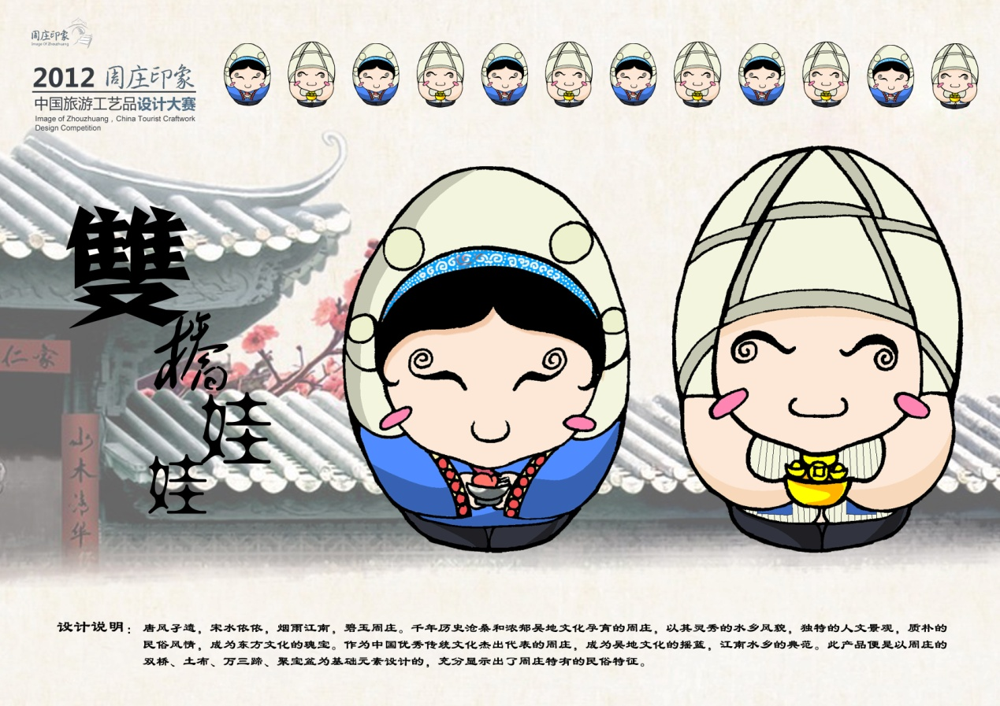 周庄印象
Image Of Zhouzhuang
2012 周庄印象
中国旅游工艺品设计大赛
Image of Zhouzhuang , China Tourist Craftwork
Design Competition
雙
橋
娃
娃
山
木
清
华
设计说明：唐风孑遗，宋水依依，烟雨江南，碧玉周庄。千年历史沧桑和浓郁吴地文化孕育的周庄，以其灵秀的水乡风貌，独特的人文景观，质朴的
民俗风情，成为东方文化的瑰宝。作为中国优秀传统文化杰出代表的周庄，成为吴地文化的摇蓝，江南水乡的典范。此产品便是以周庄的
双桥、土布、万三蹄、聚宝盆为基础元素设计的，充分显示出了周庄特有的民俗特征。